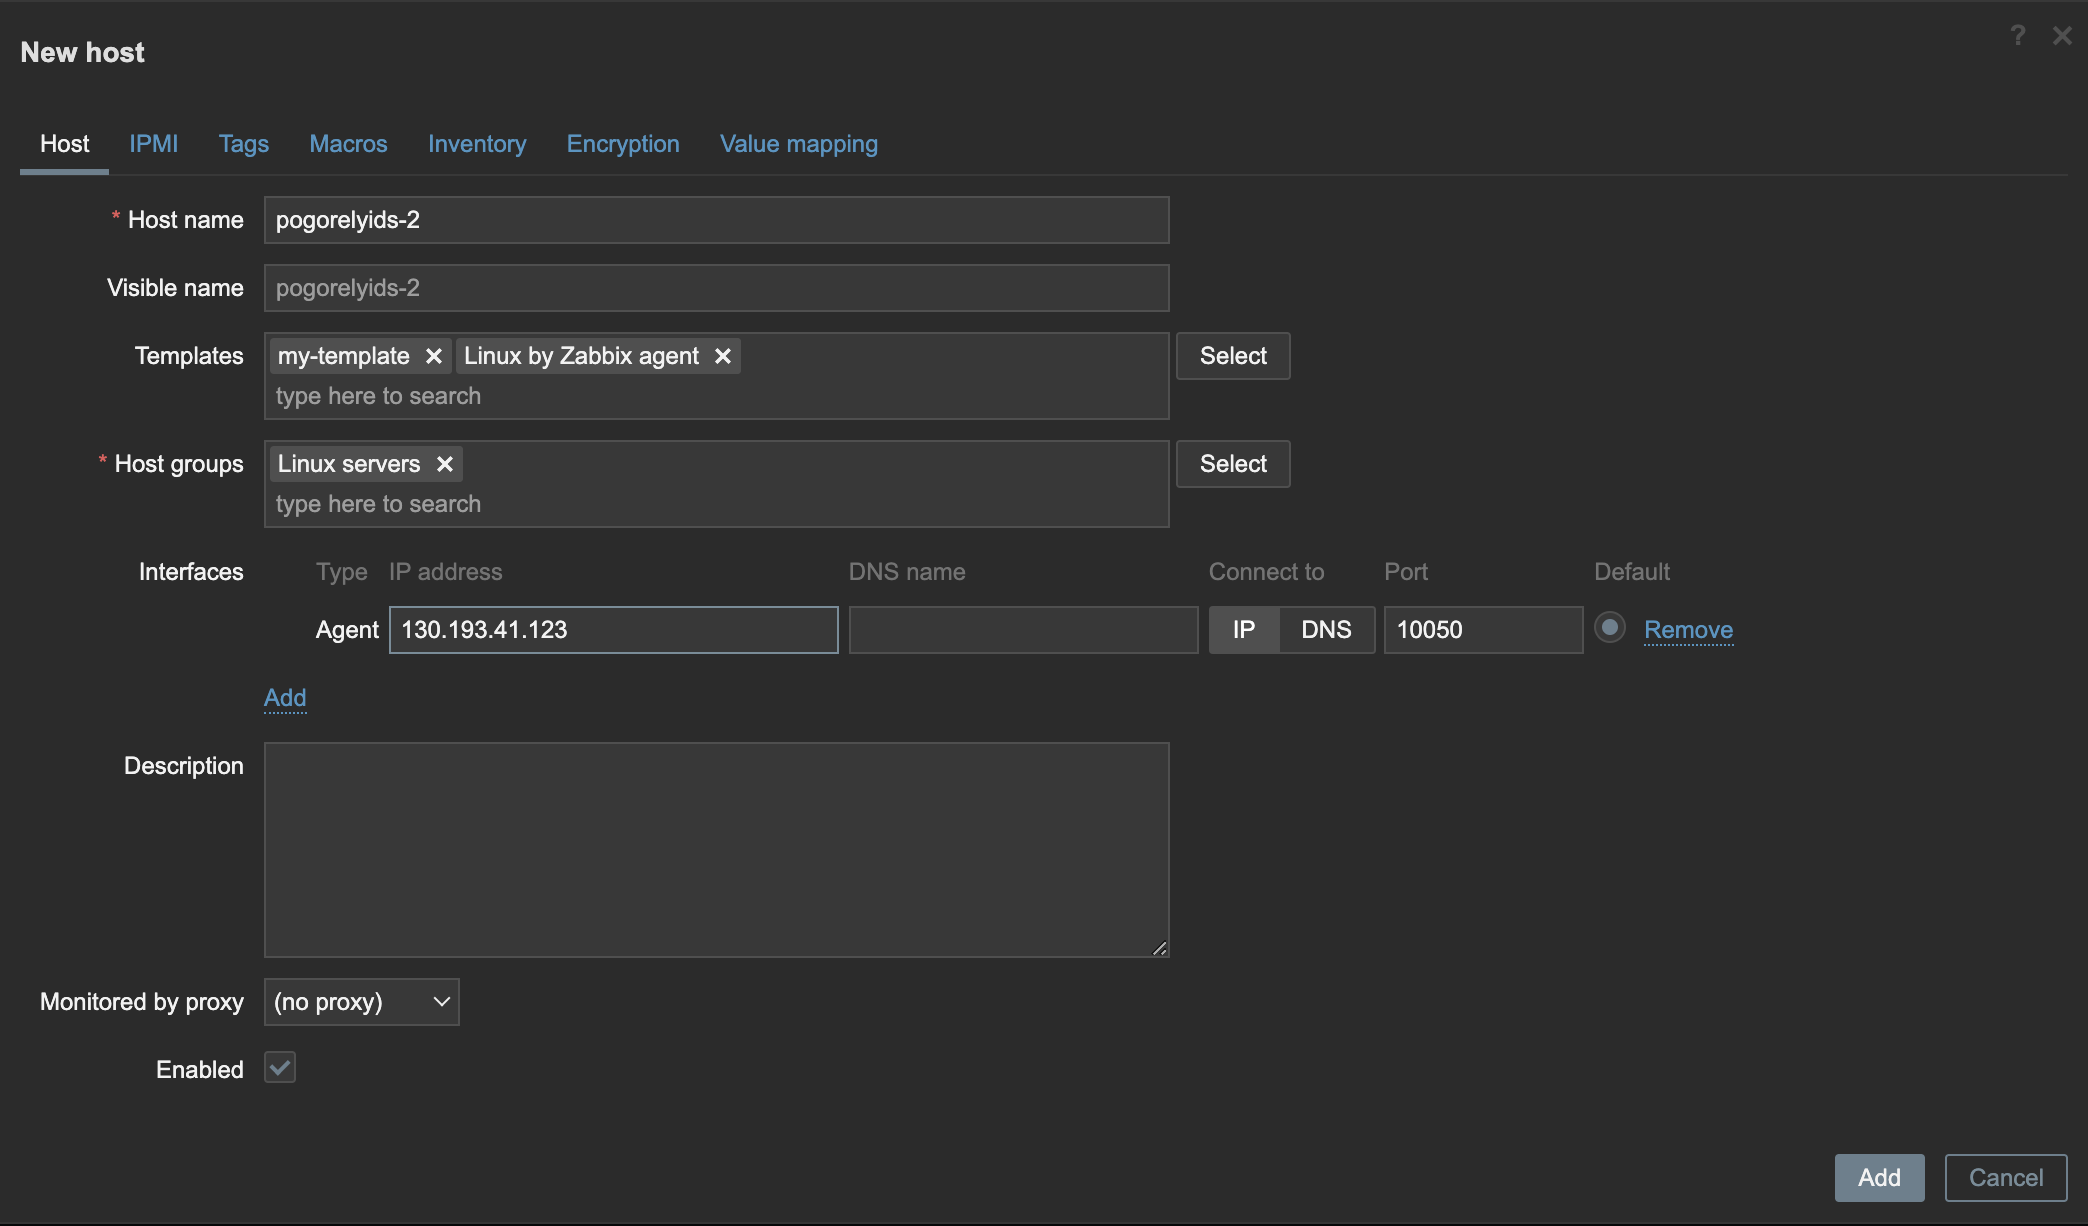 New host
? ×
Host IPMI Tags Macros Inventory Encryption Value mapping
* Host name pogorelyids-2
Visible name pogorelyids-2
Templates my-template × Linux by Zabbix agent × Select
type here to search
* Host groups Linux servers × Select
type here to search
Interfaces Type IP address DNS name Connect to Port Default
Agent 130.193.41.123 IP DNS 10050 Remove
Add
Description
Monitored by proxy (no proxy)
Enabled
Add Cancel